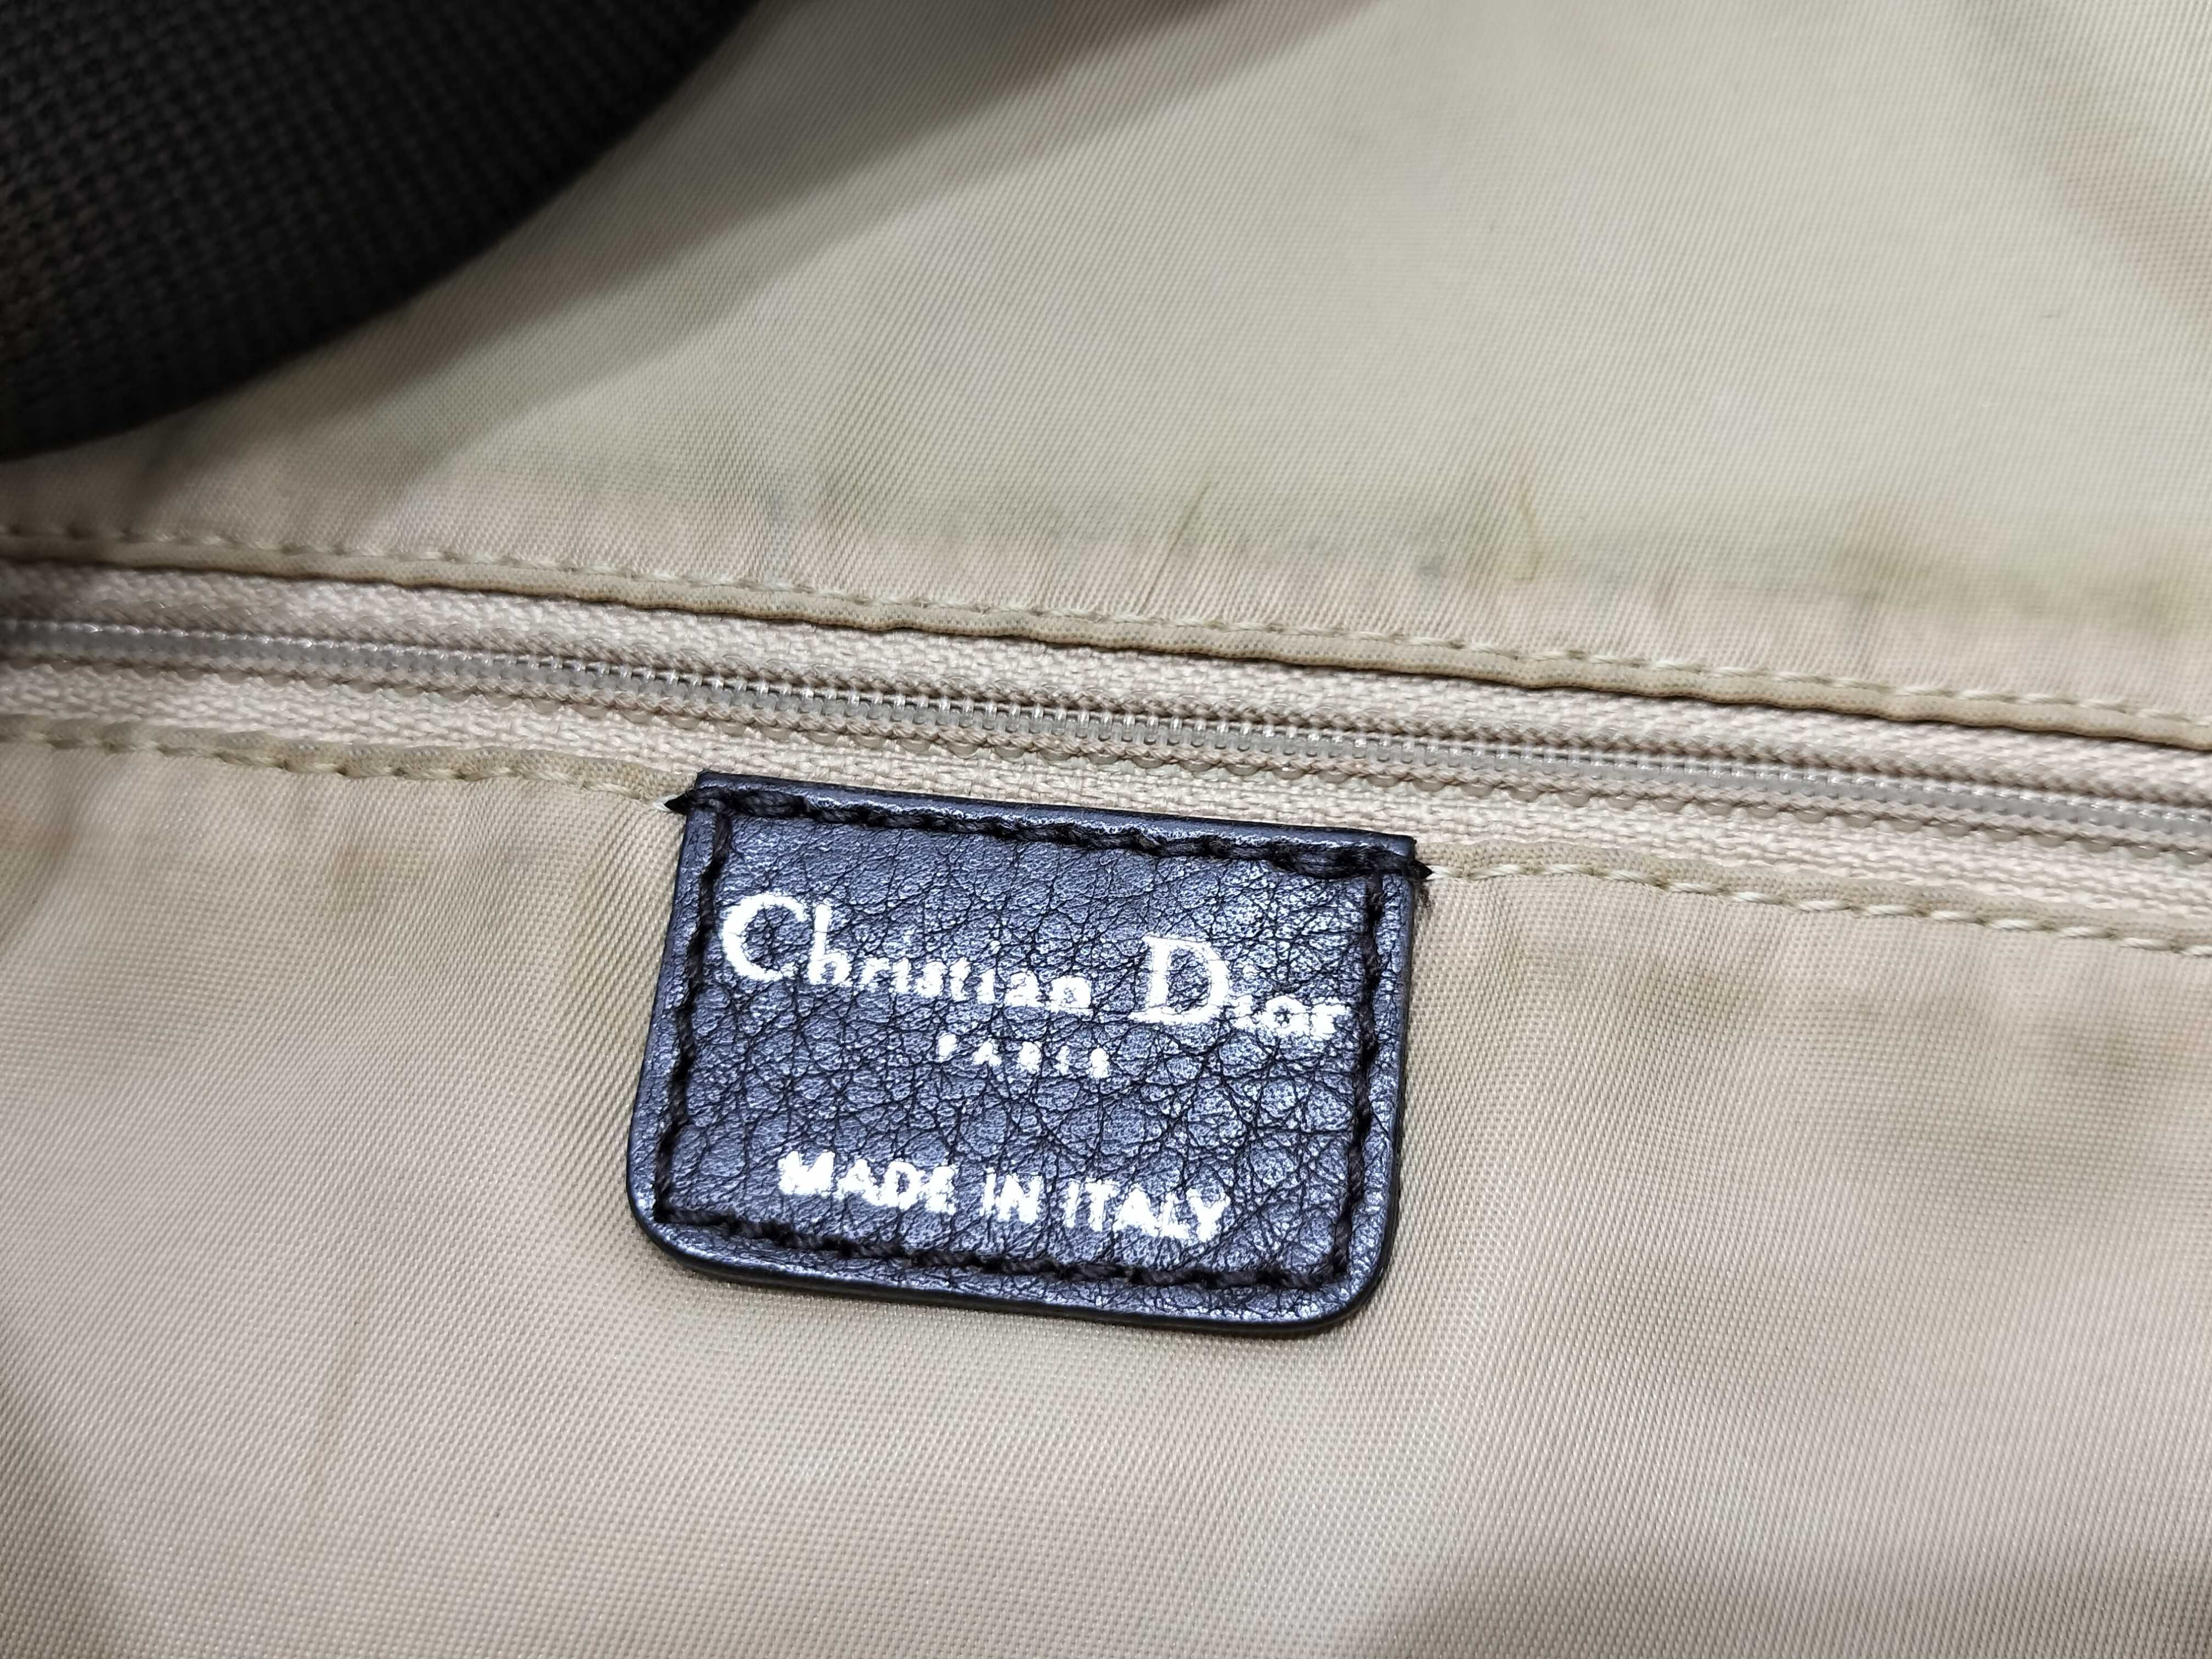 Christian Dior
PARIS
MADE IN ITALY